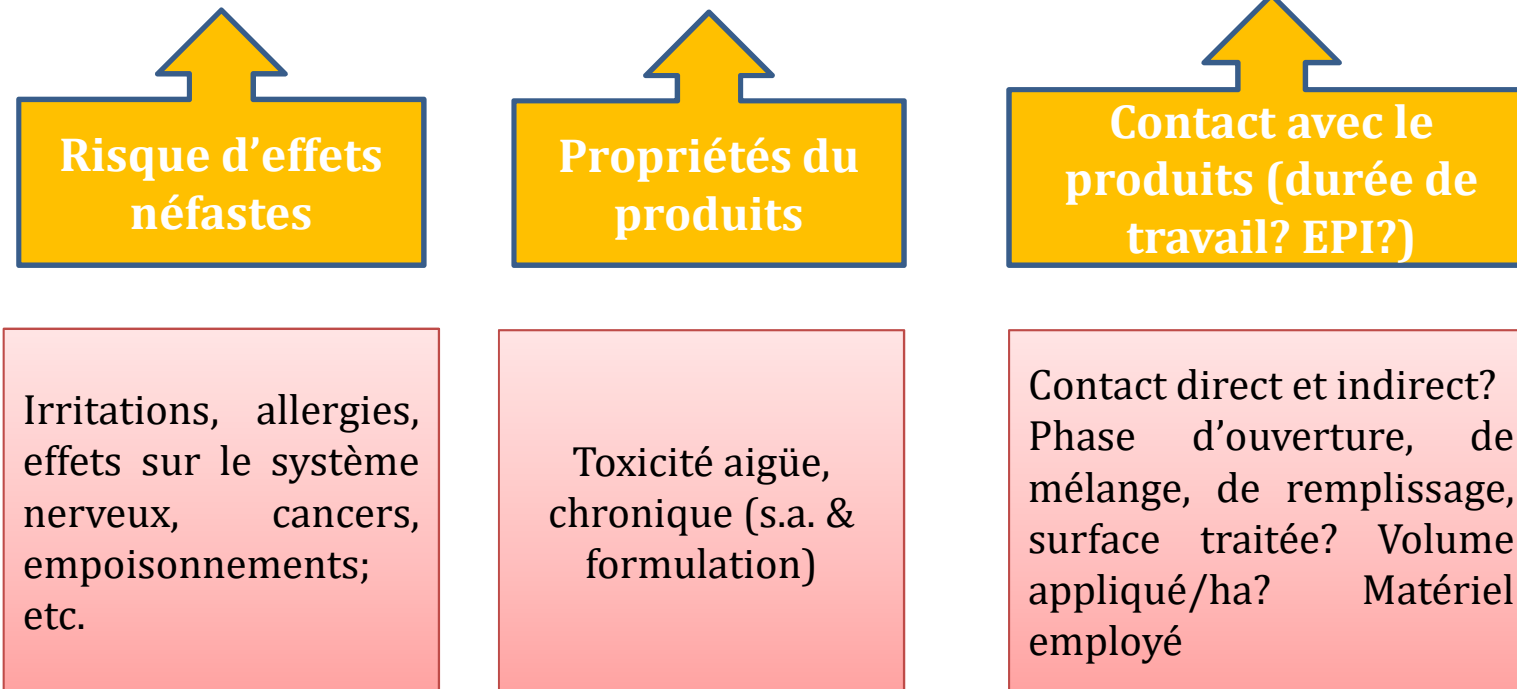 Risque d’effets
néfastes
Propriétés du
produits
Contact avec le
produits (durée de
travail? EPI?)
Irritations, allergies,
effets sur le système
nerveux, cancers,
empoisonnements;
etc.
Toxicité aigüe,
chronique (s.a. &
formulation)
Contact direct et indirect?
Phase d’ouverture, de
mélange, de remplissage,
surface traitée? Volume
appliqué/ha? Matériel
employé